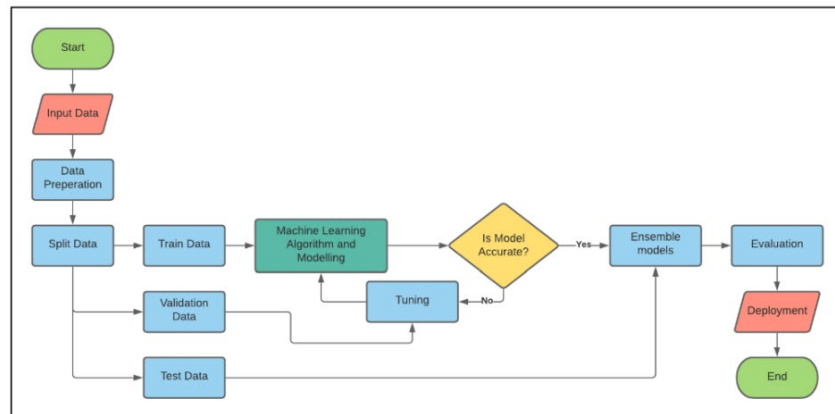 Start
Input Data
Data
Preperation
Split Data
Train Data
Machine Learning
Algorithm and
Modelling
Is Model
Accurate?
Yes
Ensemble
models
Evaluation
Validation
Data
Tuning
No
Deployment
Test Data
End